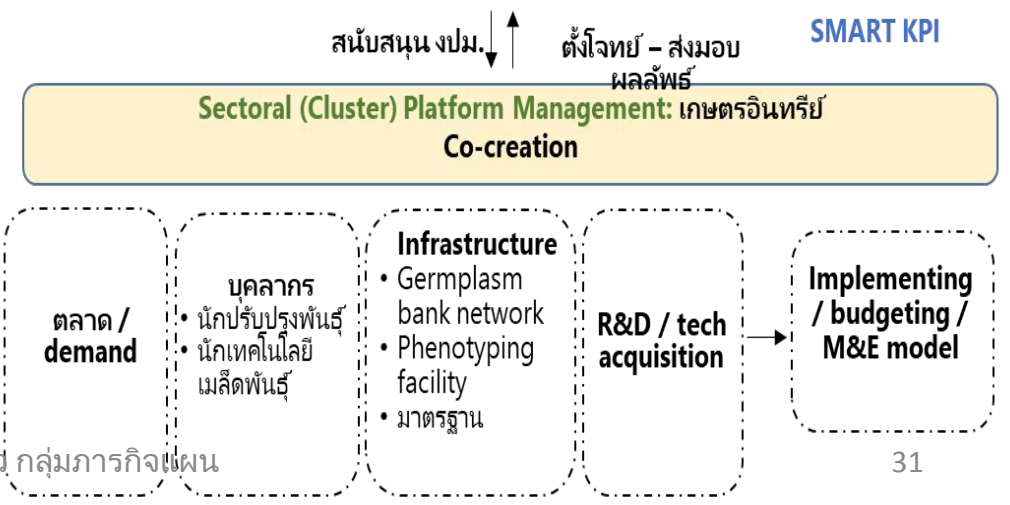 สนับสนุน งปม.
ตั้งโจทย์ – ส่งมอบ
ผลลัพธ์
SMART KPI
Sectoral (Cluster) Platform Management: เกษตรอินทรีย์
Co-creation
ตลาด /
demand
บุคลากร
• นักปรับปรุงพันธุ์
• นักเทคโนโลยี
เมล็ดพันธุ์
Infrastructure
• Germplasm
bank network
• Phenotyping
facility
• มาตรฐาน
R&D / tech
acquisition
Implementing
/ budgeting /
M&E model
กลุ่มภารกิจแผน
31